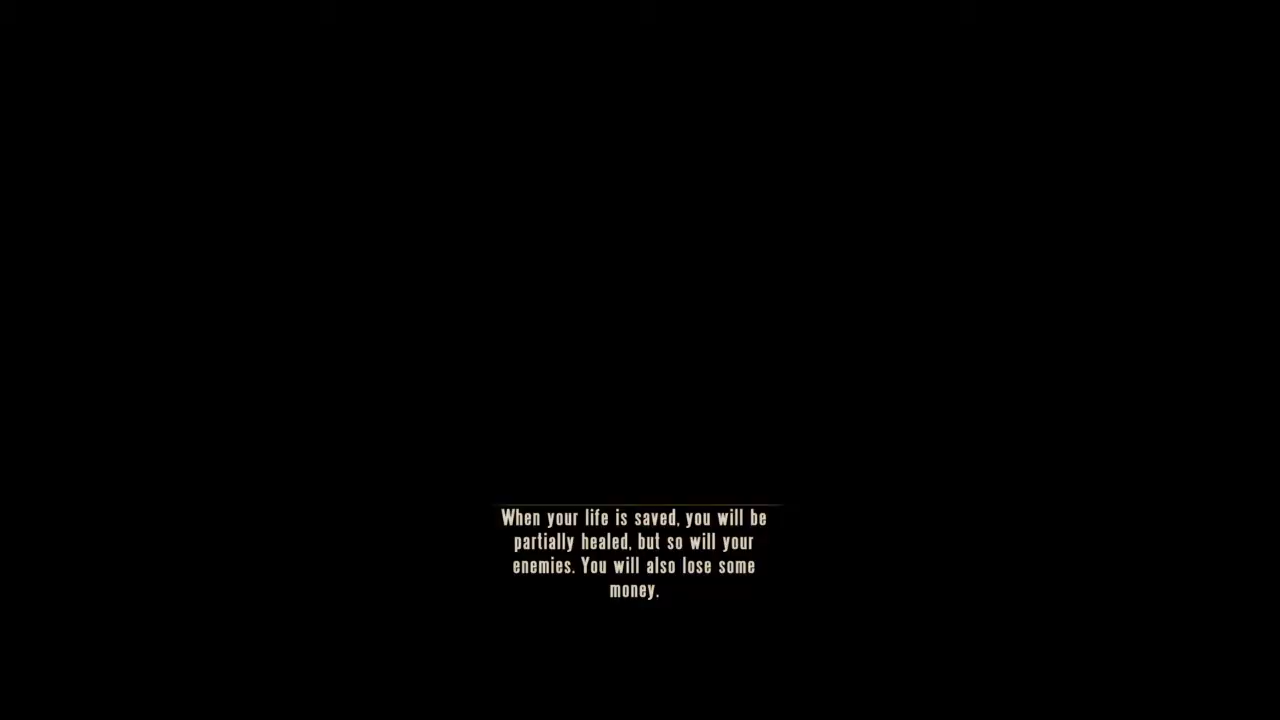 When your life is saved, you will be
partially healed, but so will your
enemies. You will also lose some
money.